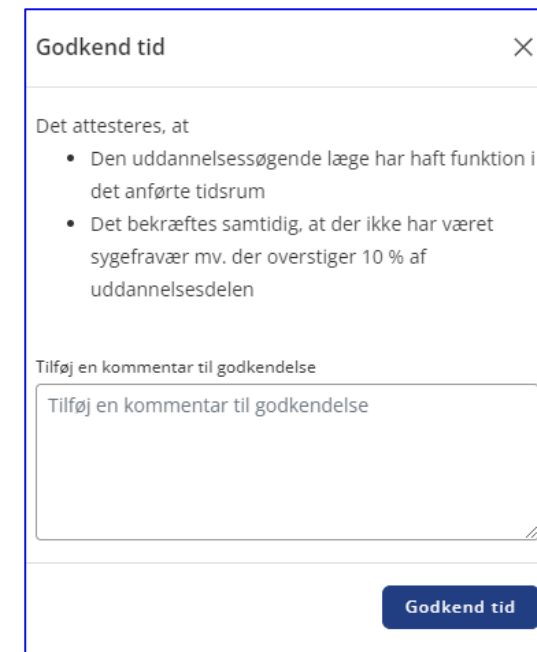 Godkend tid
Det attesteres, at
• Den uddannelsessøgende læge har haft funktion i
det anførte tidsrum
• Det bekræftes samtidig, at der ikke har været
sygefravær mv. der overstiger 10 % af
uddannelsesdelen
Tilføj en kommentar til godkendelse
Tilføj en kommentar til godkendelse
Godkend tid